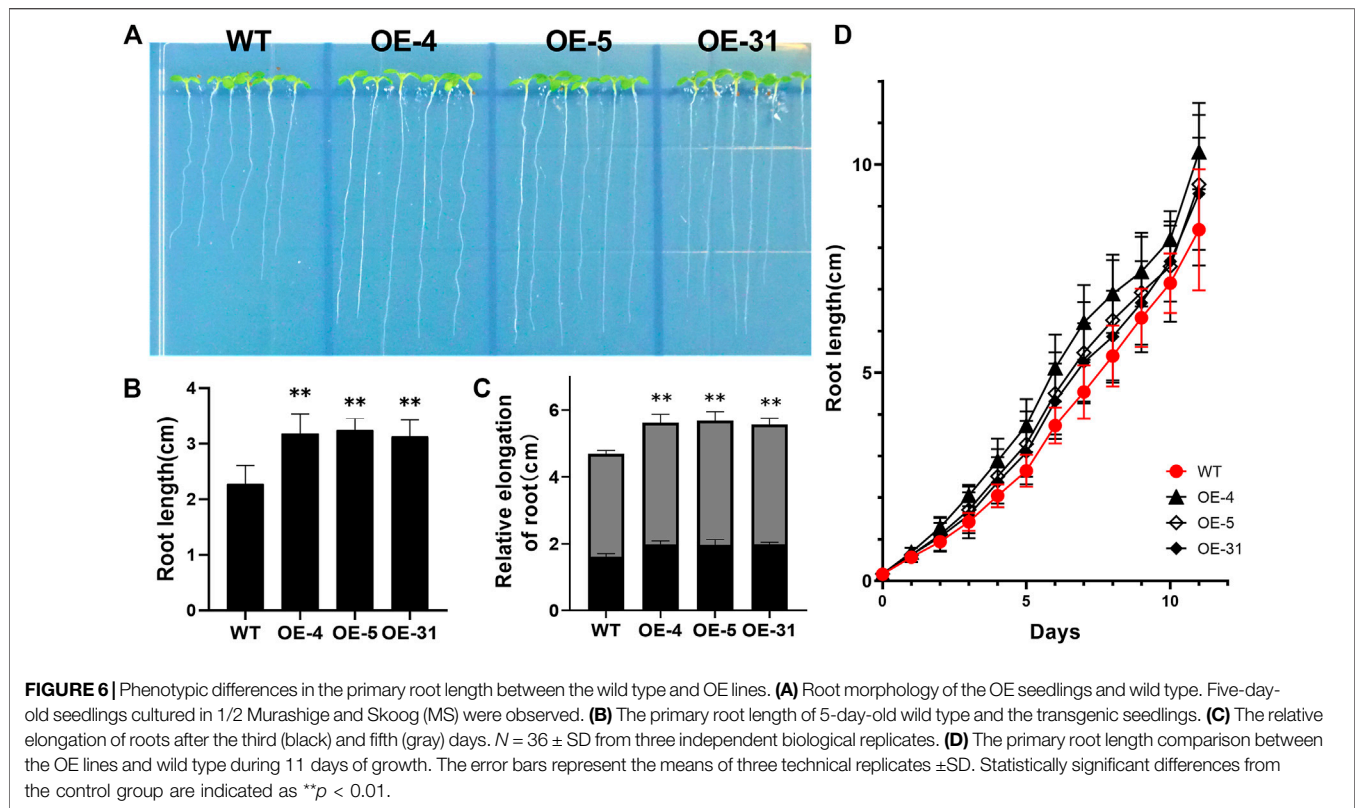 A
WT
OE-4
OE-5
OE-31
B
Root length(cm)
4
3
2
1
0
**
**
**
WT
OE-4
OE-5
OE-31
C
Relative elongation
of root(cm)
6
4
2
0
**
**
**
WT
OE-4
OE-5
OE-31
D
Root length(cm)
10
5
0
0
5
10
Days
WT
OE-4
OE-5
OE-31
FIGURE 6 | Phenotypic differences in the primary root length between the wild type and OE lines. (A) Root morphology of the OE seedlings and wild type. Five-day-
old seedlings cultured in 1/2 Murashige and Skoog (MS) were observed. (B) The primary root length of 5-day-old wild type and the transgenic seedlings. (C) The relative
elongation of roots after the third (black) and fifth (gray) days. N = 36 ± SD from three independent biological replicates. (D) The primary root length comparison between
the OE lines and wild type during 11 days of growth. The error bars represent the means of three technical replicates ±SD. Statistically significant differences from
the control group are indicated as **p < 0.01.